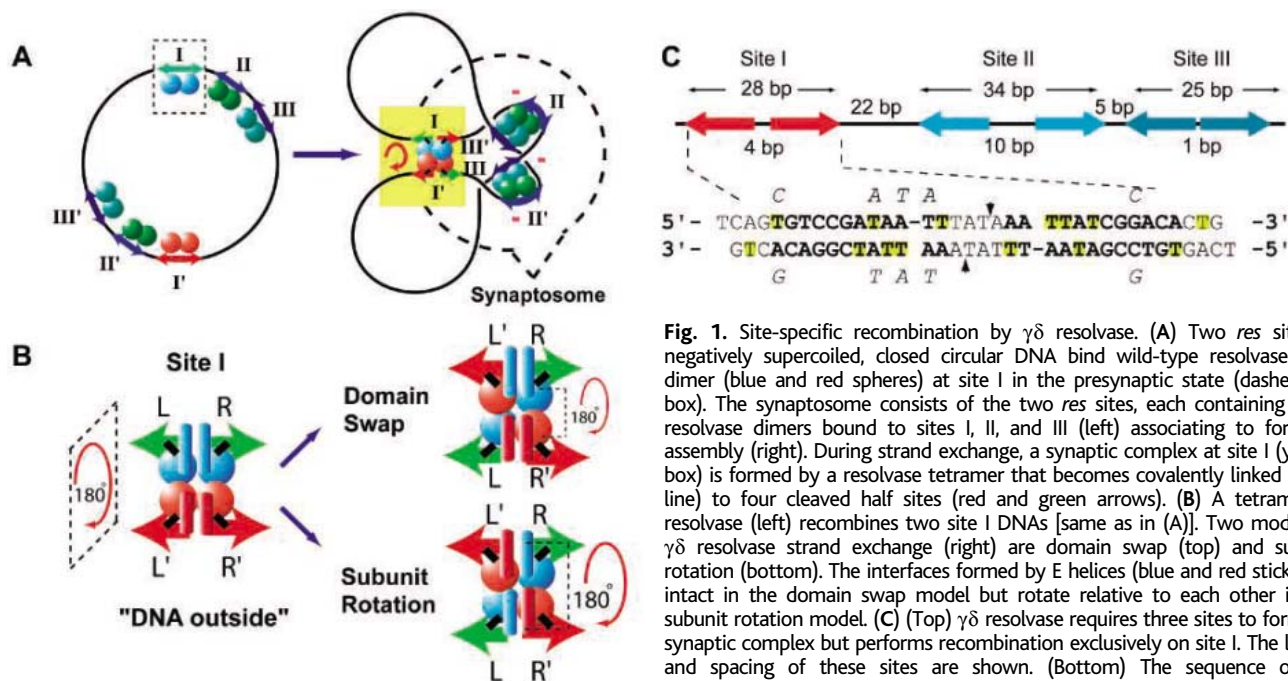 A
I
II
III
III'
II'
I'
I
III'
III
I'
II
II'
-
-
-
-
Synaptosome
B
Site I
L
R
180°
L'
R'
"DNA outside"
Domain
Swap
L'
R
180°
L
R'
Subunit
Rotation
L'
R
180°
L
R'
C
Site I
Site II
Site III
28 bp
34 bp
25 bp
22 bp
5 bp
4 bp
10 bp
1 bp
C A T A C
5'- TCAGTGTCCGATAA-TTTATAAA TTATCGGACACTG -3'
3'- GTCACAGGCTATT AAATATTT-AATAGCCTGTGACT -5'
G T A T G
Fig. 1. Site-specific recombination by γδ resolvase. (A) Two res sit
negatively supercoiled, closed circular DNA bind wild-type resolvase
dimer (blue and red spheres) at site I in the presynaptic state (dashe
box). The synaptosome consists of the two res sites, each containing
resolvase dimers bound to sites I, II, and III (left) associating to for
assembly (right). During strand exchange, a synaptic complex at site I (y
box) is formed by a resolvase tetramer that becomes covalently linked
line) to four cleaved half sites (red and green arrows). (B) A tetram
resolvase (left) recombines two site I DNAs [same as in (A)]. Two mod
γδ resolvase strand exchange (right) are domain swap (top) and su
rotation (bottom). The interfaces formed by E helices (blue and red stick
intact in the domain swap model but rotate relative to each other i
subunit rotation model. (C) (Top) γδ resolvase requires three sites to for
synaptic complex but performs recombination exclusively on site I. The l
and spacing of these sites are shown. (Bottom) The sequence o